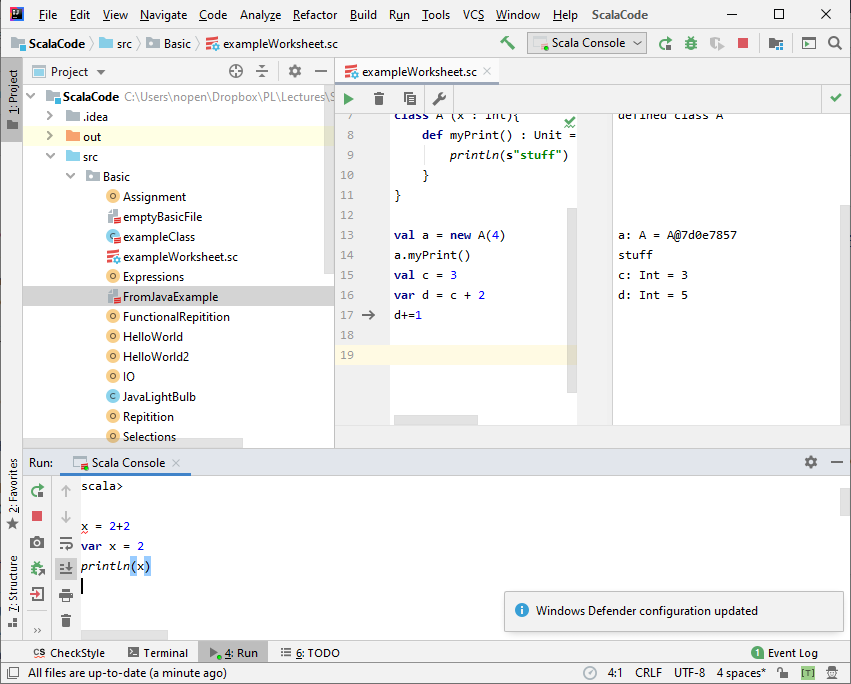 File Edit View Navigate Code Analyze Refactor Build Run Tools VCS Window Help ScalaCode
ScalaCode src Basic exampleWorksheet.sc Scala Console
1: Project
Project
exampleWorksheet.sc
ScalaCode C:\Users\nopen\Dropbox\PL\Lectures\
.idea
out
src
Basic
Assignment
emptyBasicFile
exampleClass
exampleWorksheet.sc
Expressions
FromJavaExample
FunctionalRepitition
HelloWorld
HelloWorld2
IO
JavaLightBulb
Repitition
Selections
7 class A (x : Int){ defined class A
8 def myPrint() : Unit =
9 println(s"stuff")
10 }
11 }
12
13 val a = new A(4) a: A = A@7d0e7857
14 a.myPrint() stuff
15 val c = 3 c: Int = 3
16 var d = c + 2 d: Int = 5
17 d+=1
18
19
Run: Scala Console
2: Favorites
7: Structure
scala>
x = 2+2
var x = 2
println(x)
Windows Defender configuration updated
CheckStyle Terminal 4: Run 6: TODO 1 Event Log
All files are up-to-date (a minute ago) 4:1 CRLF UTF-8 4 spaces* [T]